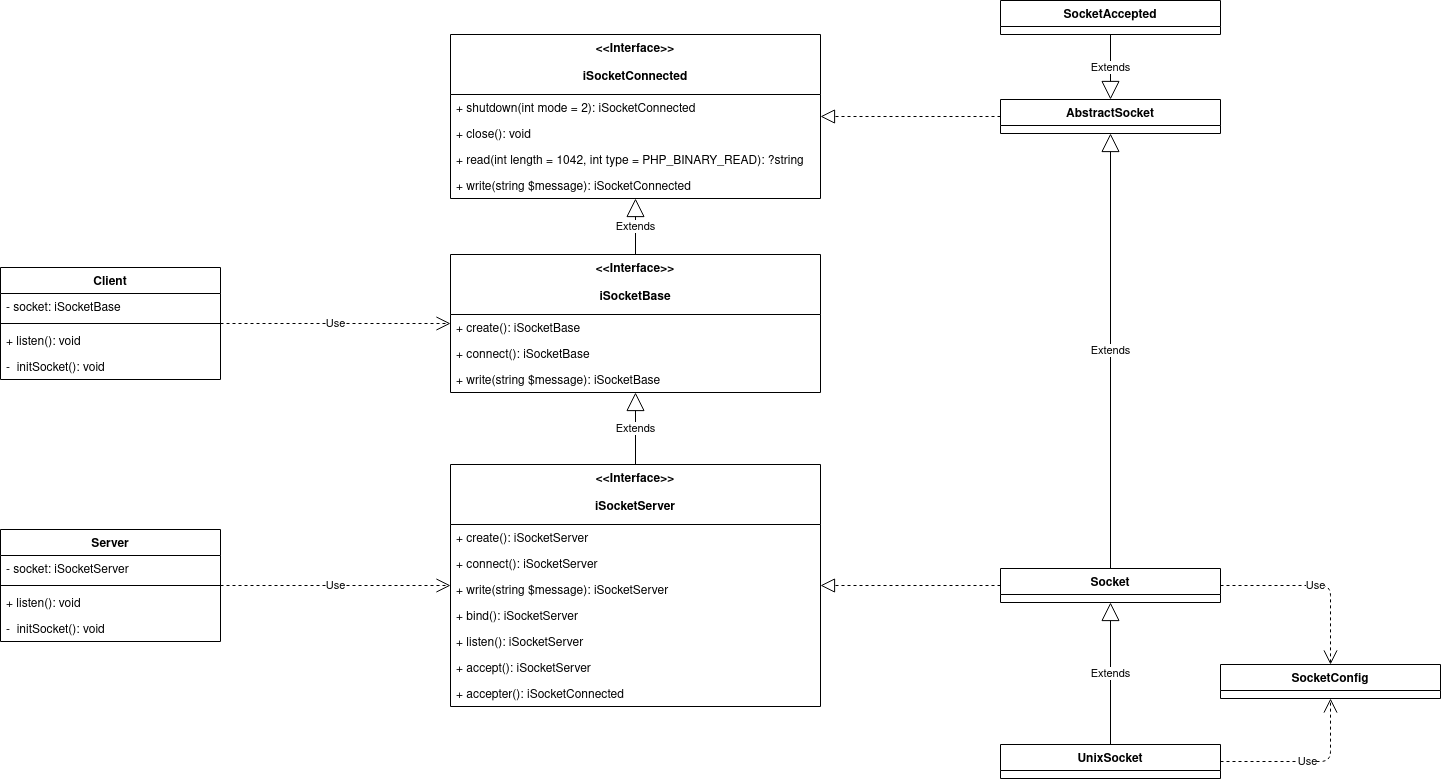 SocketAccepted
Extends
AbstractSocket
<<Interface>>
iSocketConnected
+ shutdown(int mode = 2): iSocketConnected
+ close(): void
+ read(int length = 1042, int type = PHP_BINARY_READ): ?string
+ write(string $message): iSocketConnected
Extends
<<Interface>>
iSocketBase
+ create(): iSocketBase
+ connect(): iSocketBase
+ write(string $message): iSocketBase
Client
- socket: iSocketBase
+ listen(): void
- initSocket(): void
Use
Extends
Extends
<<Interface>>
iSocketServer
+ create(): iSocketServer
+ connect(): iSocketServer
+ write(string $message): iSocketServer
+ bind(): iSocketServer
+ listen(): iSocketServer
+ accept(): iSocketServer
+ accepter(): iSocketConnected
Server
- socket: iSocketServer
+ listen(): void
- initSocket(): void
Use
Socket
Use
Extends
SocketConfig
UnixSocket
Use